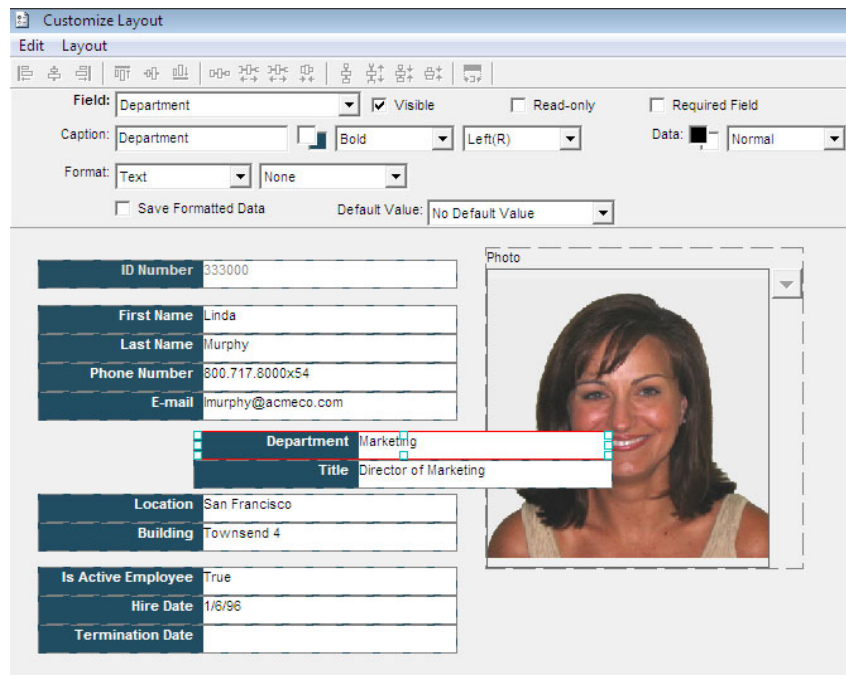 Customize Layout
Edit Layout
Field: Department Visible Read-only Required Field
Caption: Department Bold Left(R) Data: Normal
Format: Text None
Save Formatted Data Default Value: No Default Value
Photo
ID Number 333000
First Name Linda
Last Name Murphy
Phone Number 800.717.8000x54
E-mail lmurphy@acmeco.com
Department Marketing
Title Director of Marketing
Location San Francisco
Building Townsend 4
Is Active Employee True
Hire Date 1/6/96
Termination Date